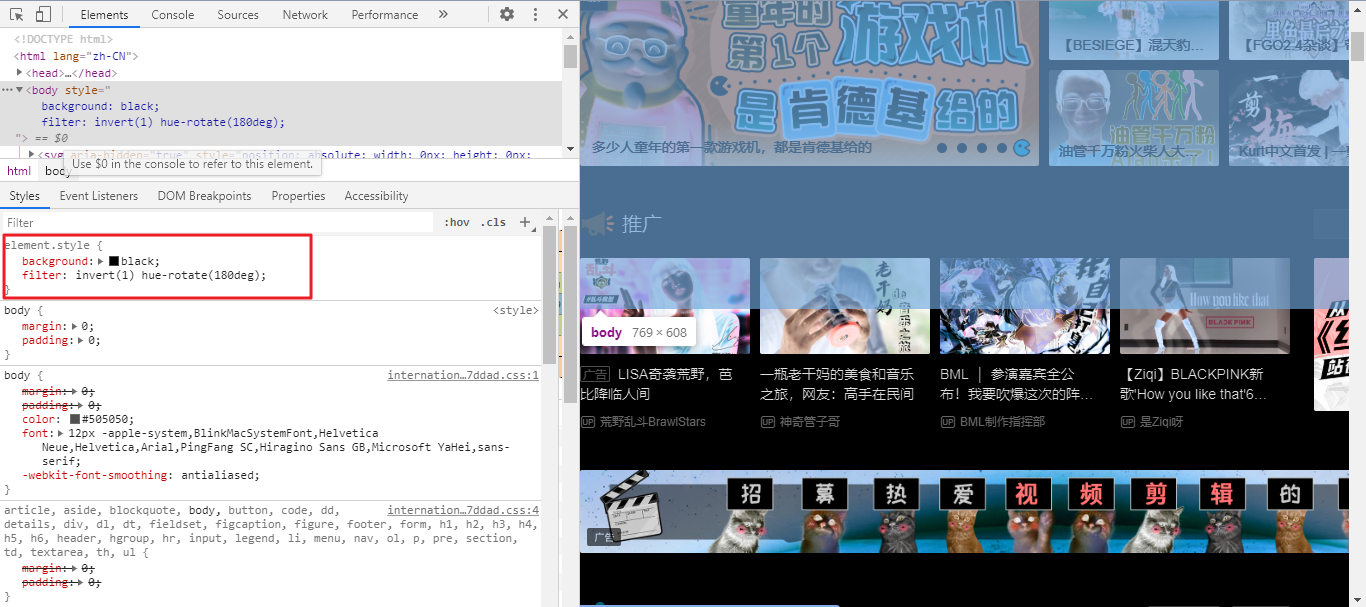 Elements
Console
Sources
Network
Performance
<!DOCTYPE html>
<html lang="zh-CN">
<head>…</head>
<body style="
background: black;
filter: invert(1) hue-rotate(180deg);
"> == $0
<svg aria-hidden="true" style="position: absolute; width: 0px; height: 0px;
Use $0 in the console to refer to this element.
html body
Styles
Event Listeners
DOM Breakpoints
Properties
Accessibility
Filter
:hov .cls +
element.style {
background: black;
filter: invert(1) hue-rotate(180deg);
}
body { <style>
margin: 0;
padding: 0;
}
body { internation…7ddad.css:1
margin: 0;
padding: 0;
color: #505050;
font: 12px -apple-system,BlinkMacSystemFont,Helvetica
Neue,Helvetica,Arial,PingFang SC,Hiragino Sans GB,Microsoft YaHei,sans-
serif;
-webkit-font-smoothing: antialiased;
}
article, aside, blockquote, body, button, code, dd, internation…7ddad.css:4
details, div, dl, dt, fieldset, figcaption, figure, footer, form, h1, h2, h3, h4,
h5, h6, header, hgroup, hr, input, legend, li, menu, nav, ol, p, pre, section,
td, textarea, th, ul {
margin: 0;
padding: 0;
}
童年的
第1个游戏机
是肯德基给的
多少人童年的第一款游戏机，都是肯德基给的
【BESIEGE】混天豹…
油管千万粉
油管千万粉火柴人大…
剪梅
Kurt中文首发 | 一
推广
荒野乱斗
body 769 × 608
老干妈
How you like that
BLACKPINK
广告 LISA奇袭荒野，芭
比降临人间
UP 荒野乱斗BrawlStars
一瓶老干妈的美食和音乐
之旅，网友：高手在民间
UP 神奇管子哥
BML │ 参演嘉宾全公
布！我要吹爆这次的阵…
UP BML制作指挥部
【Ziqi】BLACKPINK新
歌'How you like that'6…
UP 是Ziqi呀
招募热爱视频剪辑的
广告